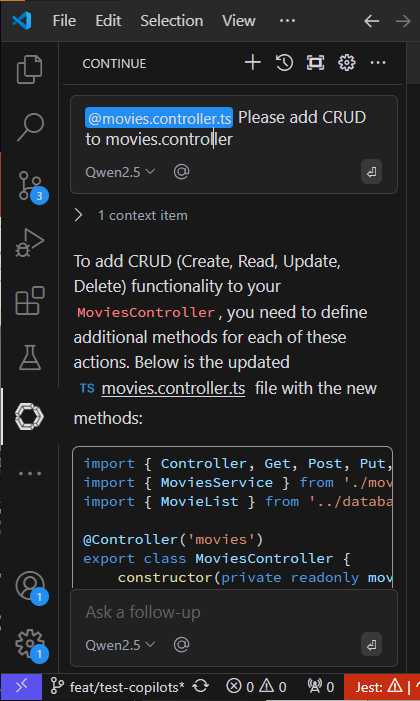 File Edit Selection View ···
CONTINUE
@movies.controller.ts Please add CRUD
to movies.controller
Qwen2.5
1 context item
To add CRUD (Create, Read, Update,
Delete) functionality to your
MoviesController, you need to define
additional methods for each of these
actions. Below is the updated
TS movies.controller.ts file with the new
methods:
import { Controller, Get, Post, Put,
import { MoviesService } from './mov
import { MovieList } from '../databa
@Controller('movies')
export class MoviesController {
constructor(private readonly mov
Ask a follow-up
Qwen2.5
3
1
1
feat/test-copilots* 0 0 0 Jest: